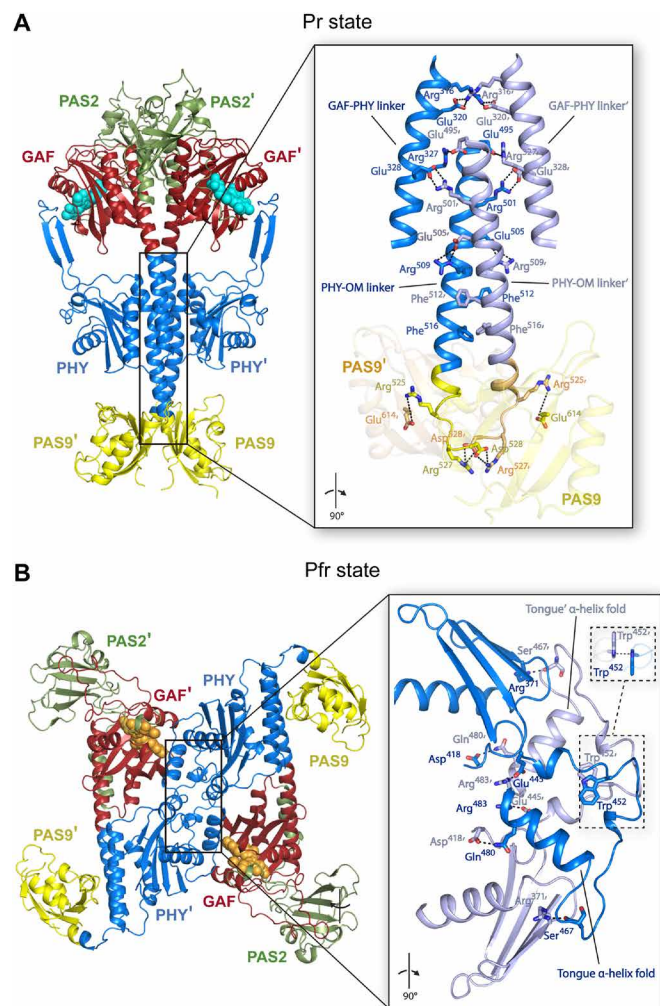 A
Pr state
PAS2
PAS2'
GAF
GAF'
PHY
PHY'
PAS9'
PAS9
Arg316
Arg316'
Glu320
Glu320'
GAF-PHY linker
GAF-PHY linker'
Glu495'
Glu495
Arg327
Arg327'
Glu328
Glu328'
Arg501'
Arg501
Glu505'
Glu505
Arg509
Arg509'
PHY-OM linker
PHY-OM linker'
Phe512'
Phe512
Phe516
Phe516'
PAS9'
Arg525
Arg525'
Glu614'
Glu614
Asp528'
Asp528
Arg527
Arg527'
PAS9
90°
B
Pfr state
PAS2'
PHY
GAF'
PAS9
PAS9'
PHY'
GAF
PAS2
Tongue' α-helix fold
Ser467'
Trp452'
Trp452
Arg371
Gln480'
Asp418
Glu445
Trp452'
Arg483'
Arg483
Glu445'
Trp452
Asp418'
Gln480
Arg371'
Ser467
Tongue α-helix fold
90°